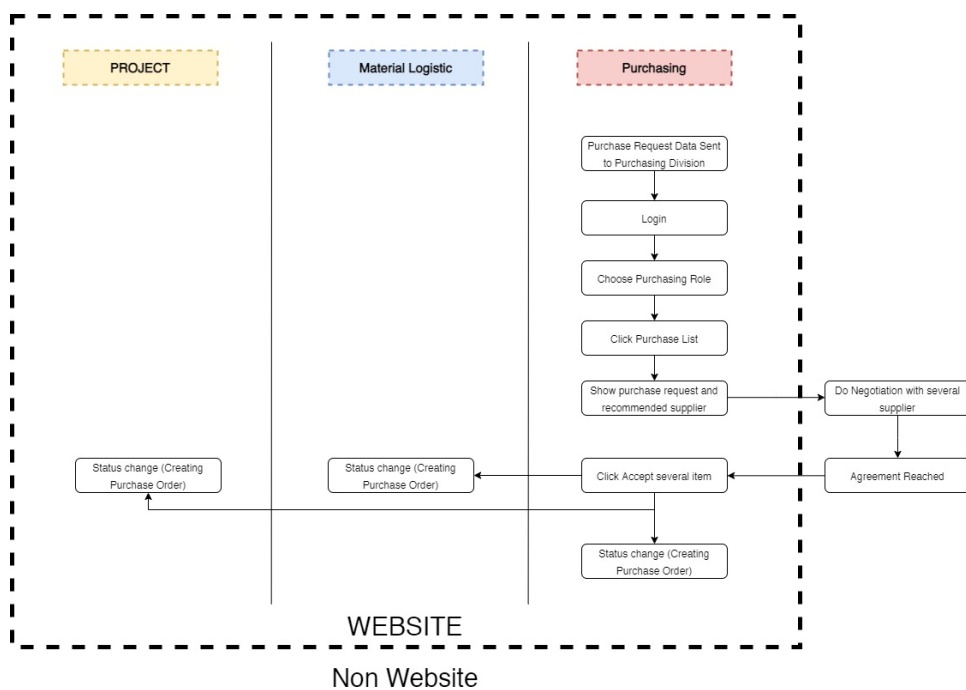 PROJECT
Material Logistic
Purchasing
Purchase Request Data Sent
to Purchasing Division
Login
Choose Purchasing Role
Click Purchase List
Show purchase request and
recommended supplier
Do Negotiation with several
supplier
Status change (Creating
Purchase Order)
Status change (Creating
Purchase Order)
Click Accept several item
Agreement Reached
Status change (Creating
Purchase Order)
WEBSITE
Non Website